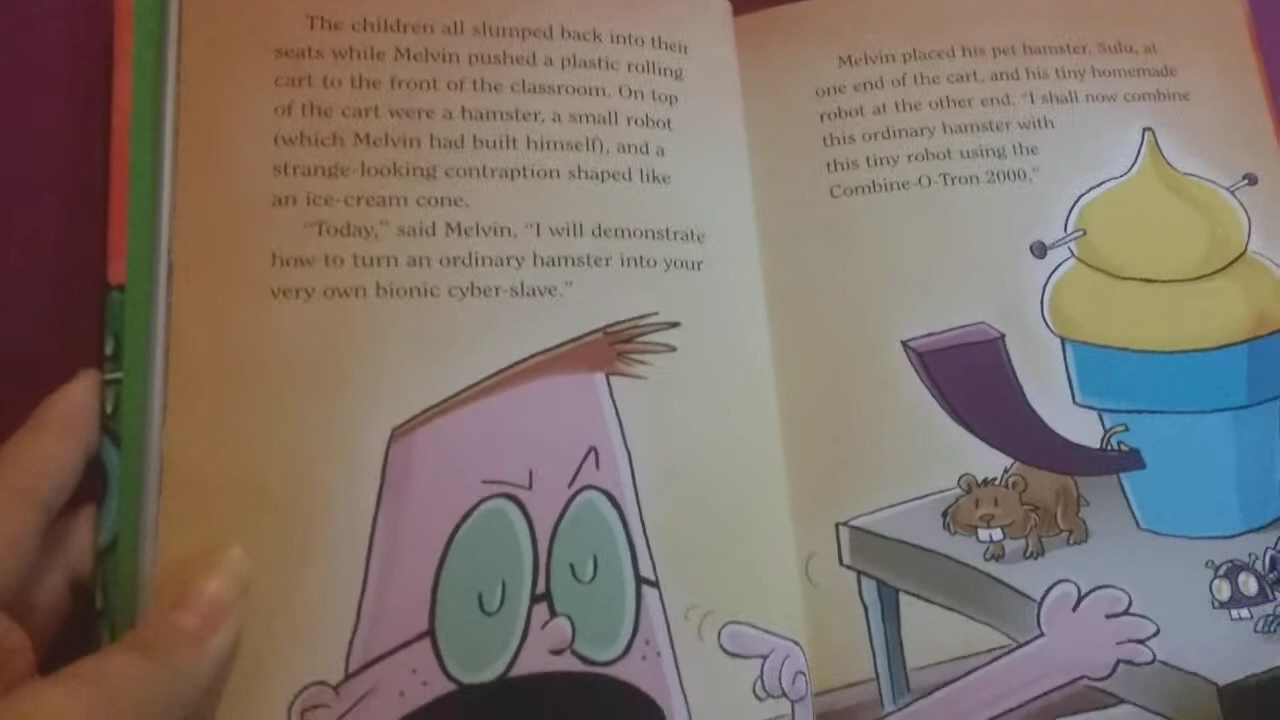 The children all slumped back into their
seats while Melvin pushed a plastic rolling
cart to the front of the classroom. On top
of the cart were a hamster, a small robot
(which Melvin had built himself), and a
strange-looking contraption shaped like
an ice-cream cone.
"Today," said Melvin, "I will demonstrate
how to turn an ordinary hamster into your
very own bionic cyber-slave."
Melvin placed his pet hamster, Sulu, at
one end of the cart, and his tiny homemade
robot at the other end. "I shall now combine
this ordinary hamster with
this tiny robot using the
Combine-O-Tron 2000."